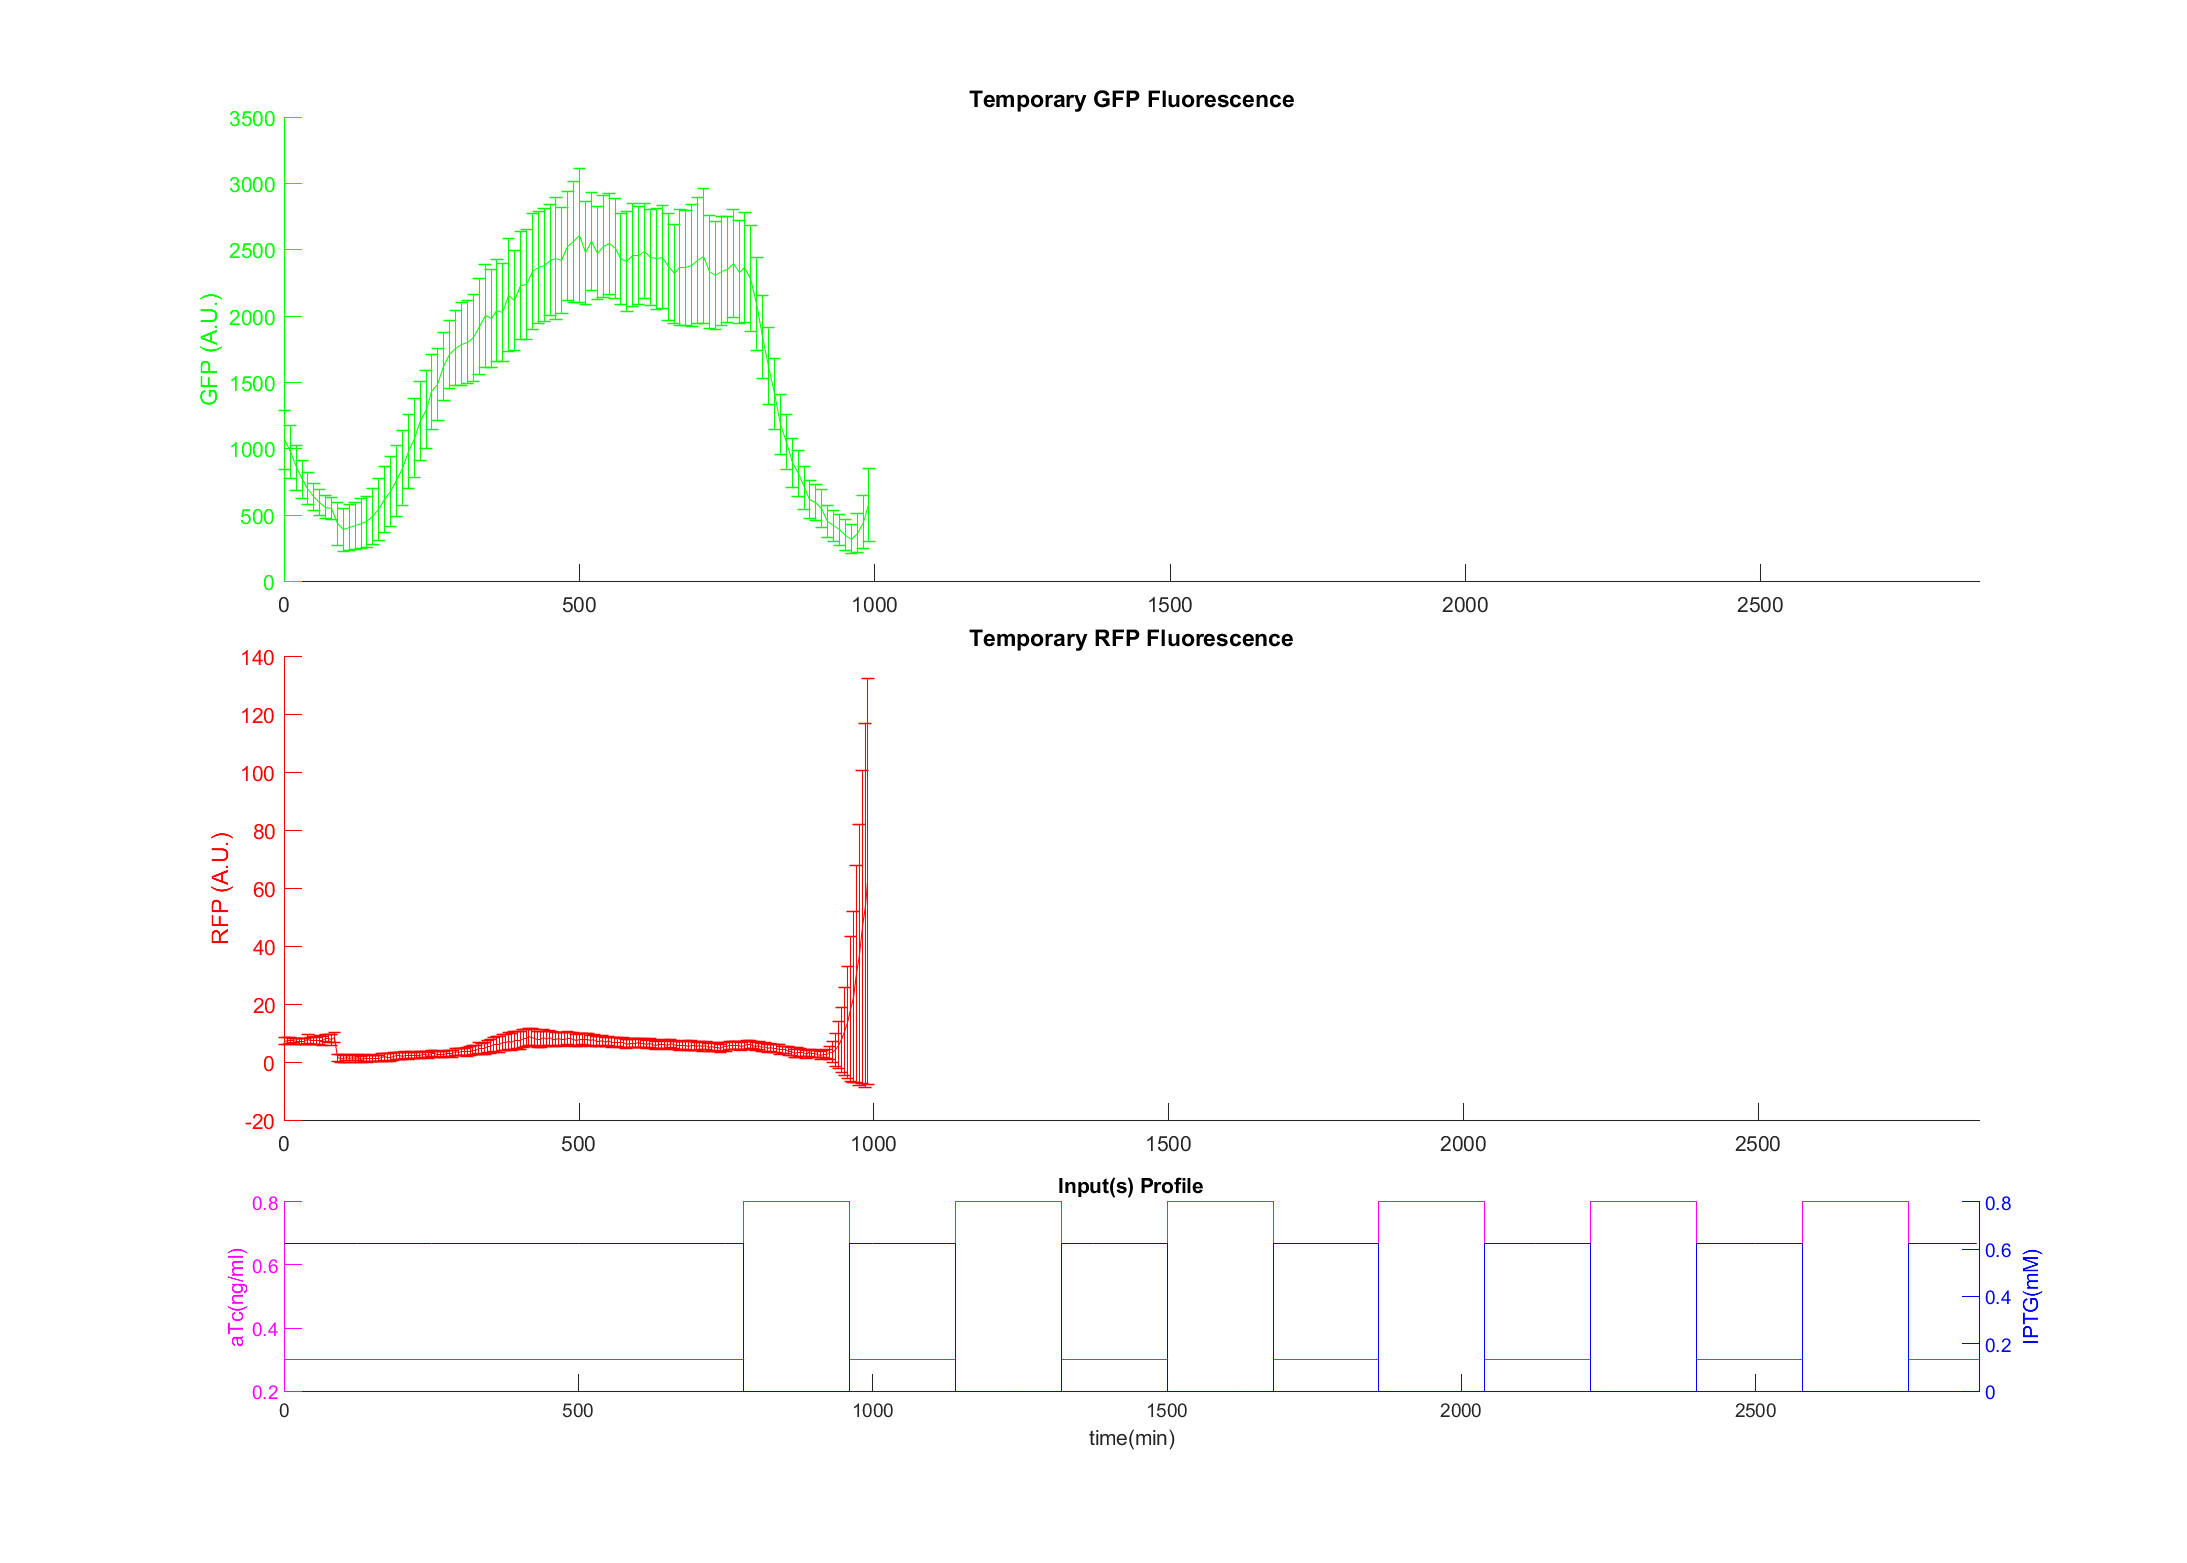 Temporary GFP Fluorescence
3500
3000
2500
2000
1500
1000
500
0
GFP (A.U.)
0 500 1000 1500 2000 2500
Temporary RFP Fluorescence
140
120
100
80
60
40
20
0
-20
RFP (A.U.)
0 500 1000 1500 2000 2500
Input(s) Profile
0.8
0.6
0.4
0.2
aTc(ng/ml)
0.8
0.6
0.4
0.2
0
IPTG(mM)
0 500 1000 1500 2000 2500
time(min)